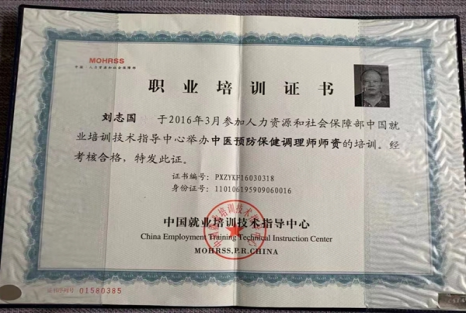 MOHRSS
职业培训证书
刘志国 于2016年3月参加人力资源和社会保障部中国就
业培训技术指导中心举办中医预防保健调理师师资的培训。经
考核合格，特发此证。
证书编号：PXZYKF16030318
身份证号：110106195909060016
中国就业培训技术指导中心
China Employment Training Technical Instruction Center
MOHRSS.P.R.CHINA
01580385